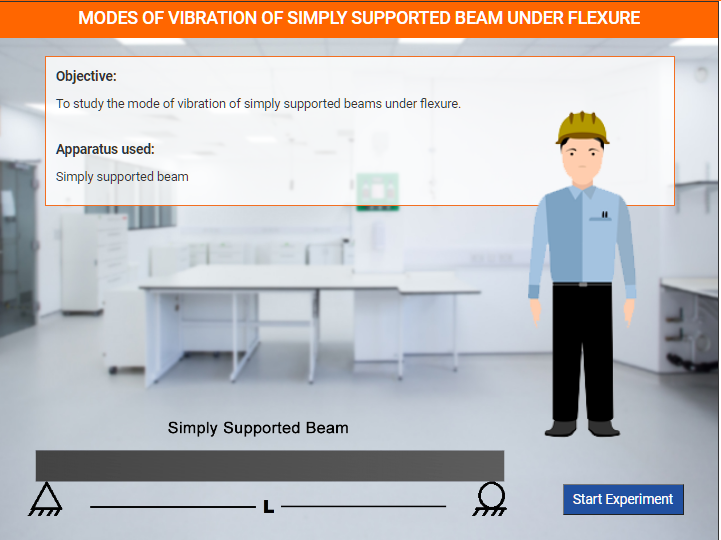 MODES OF VIBRATION OF SIMPLY SUPPORTED BEAM UNDER FLEXURE
Objective:
To study the mode of vibration of simply supported beams under flexure.
Apparatus used:
Simply supported beam
Simply Supported Beam
L
Start Experiment